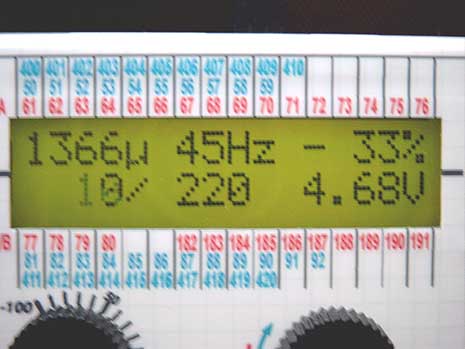 400 401 402 403 404 405 406 407 408 409 410
50 51 52 53 54 55 56 57 58 59
A 61 62 63 64 65 66 67 68 69 70 71 72 73 74 75 76
1366µ 45Hz - 33%
10/ 220 4.68V
/B 77 78 79 80 182 183 184 185 186 187 188 189 190 191
81 82 83 84 85 86 87 88 89 90 91 92
411 412 413 414 415 416 417 418 419 420
-100 50